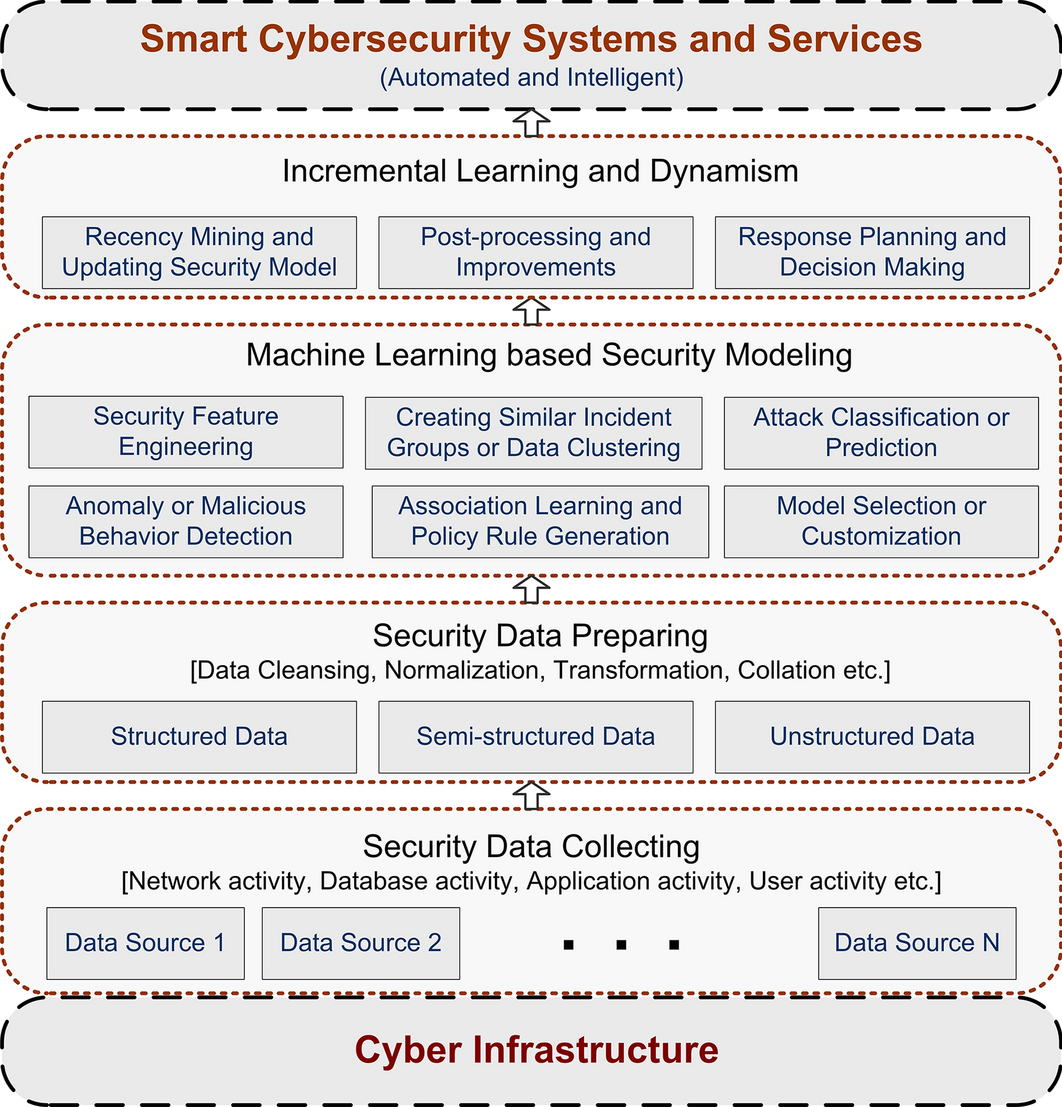 Smart Cybersecurity Systems and Services
(Automated and Intelligent)
Incremental Learning and Dynamism
Recency Mining and
Updating Security Model
Post-processing and
Improvements
Response Planning and
Decision Making
Machine Learning based Security Modeling
Security Feature
Engineering
Creating Similar Incident
Groups or Data Clustering
Attack Classification or
Prediction
Anomaly or Malicious
Behavior Detection
Association Learning and
Policy Rule Generation
Model Selection or
Customization
Security Data Preparing
[Data Cleansing, Normalization, Transformation, Collation etc.]
Structured Data
Semi-structured Data
Unstructured Data
Security Data Collecting
[Network activity, Database activity, Application activity, User activity etc.]
Data Source 1
Data Source 2
. . .
Data Source N
Cyber Infrastructure